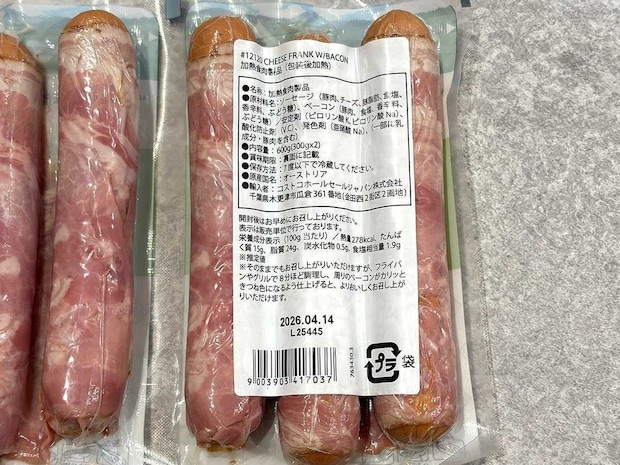 #12120 CHEESE FRANK W/BACON
加熱食肉製品（包装後加熱）
●名称：加熱食肉製品
●原材料名：ソーセージ（豚肉、チーズ、豚脂肪、食塩、
香辛料、ぶどう糖）、ベーコン（豚肉、食塩、香辛料、
ぶどう糖）/安定剤（ピロリン酸K、ピロリン酸Na）、
酸化防止剤（V.C）、発色剤（亜硝酸Na）、（一部に乳
成分・豚肉を含む）
●内容量：600g(300g×2)
●賞味期限：裏面に記載
●保存方法：7度以下で冷蔵してください。
●原産国名：オーストリア
●輸入者：コストコホールセールジャパン株式会社
千葉県木更津市瓜倉361番地(金田西2街区2画地)
開封後はお早めにお召し上がりください。
表示は販売単位で行っております。
栄養成分表示（100g当たり）/熱量278kcal、たんぱ
く質15g、脂質24g、炭水化物0.5g、食塩相当量1.9g
※推定値
※そのままでもお召し上がりいただけますが、フライパ
ンやグリルで8分ほど調理し、周りのベーコンがカリッと
きつね色になるよう仕上げると、よりおいしくお召し上が
りいただけます。
2026.04.14
L25445
763430.3
9003903417037
プラ
袋